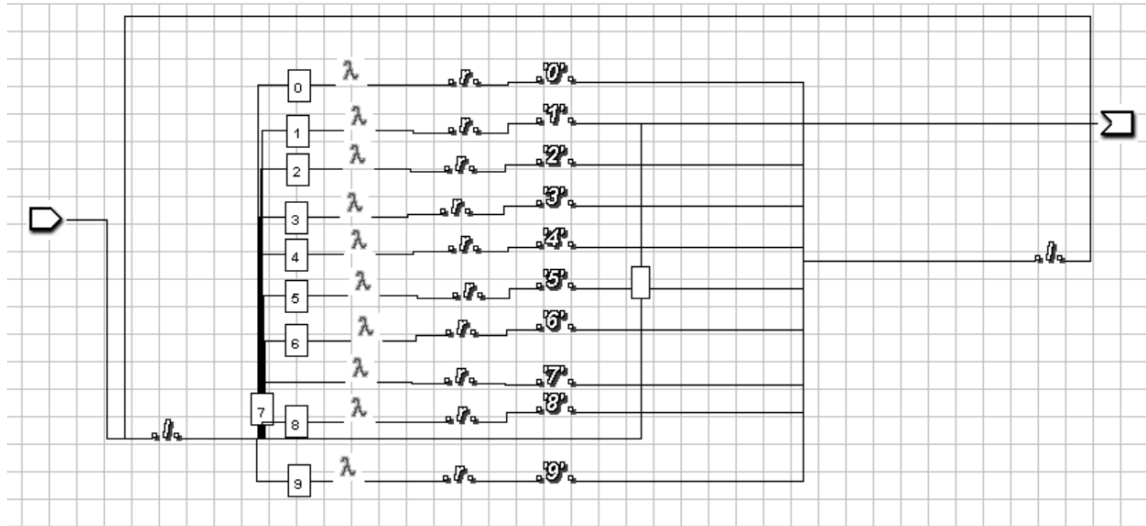 0 λ r '0'
1 λ r '1'
2 λ r '2'
3 λ r '3'
4 λ r '4'
l
5 λ r '5'
6 λ r '6'
λ r '7'
7
8 λ r '8'
l
9 λ r '9'